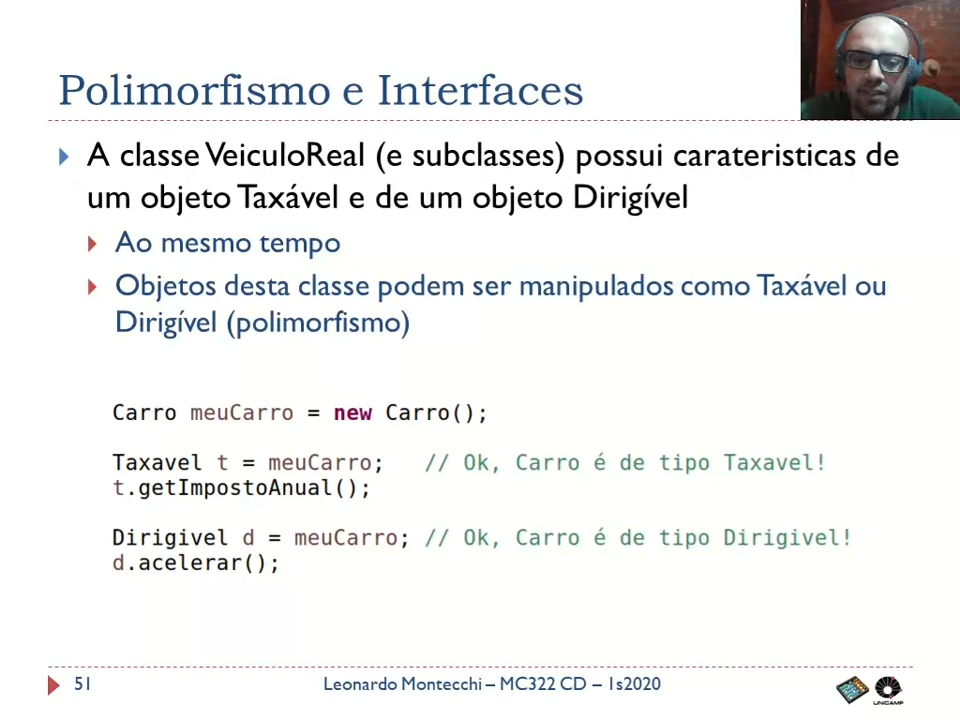 Polimorfismo e Interfaces
A classe VeiculoReal (e subclasses) possui carateristicas de
um objeto Taxável e de um objeto Dirigível
Ao mesmo tempo
Objetos desta classe podem ser manipulados como Taxável ou
Dirigível (polimorfismo)
Carro meuCarro = new Carro();
Taxavel t = meuCarro; // Ok, Carro é de tipo Taxavel!
t.getImpostoAnual();
Dirigivel d = meuCarro; // Ok, Carro é de tipo Dirigivel!
d.acelerar();
51 Leonardo Montecchi – MC322 CD – 1s2020
UNICAMP